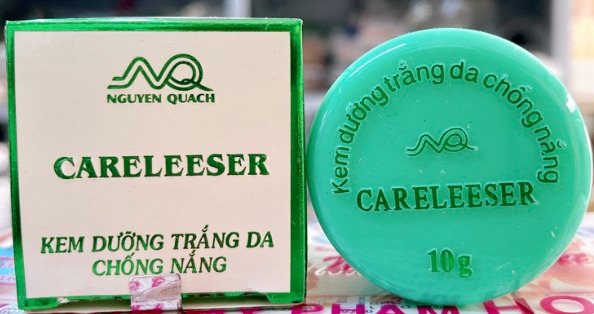 NQ
NGUYEN QUACH
CARELEESER
KEM DƯỠNG TRẮNG DA
CHỐNG NẮNG
Kem dưỡng trắng da chống nắng
NQ
CARELEESER
10g